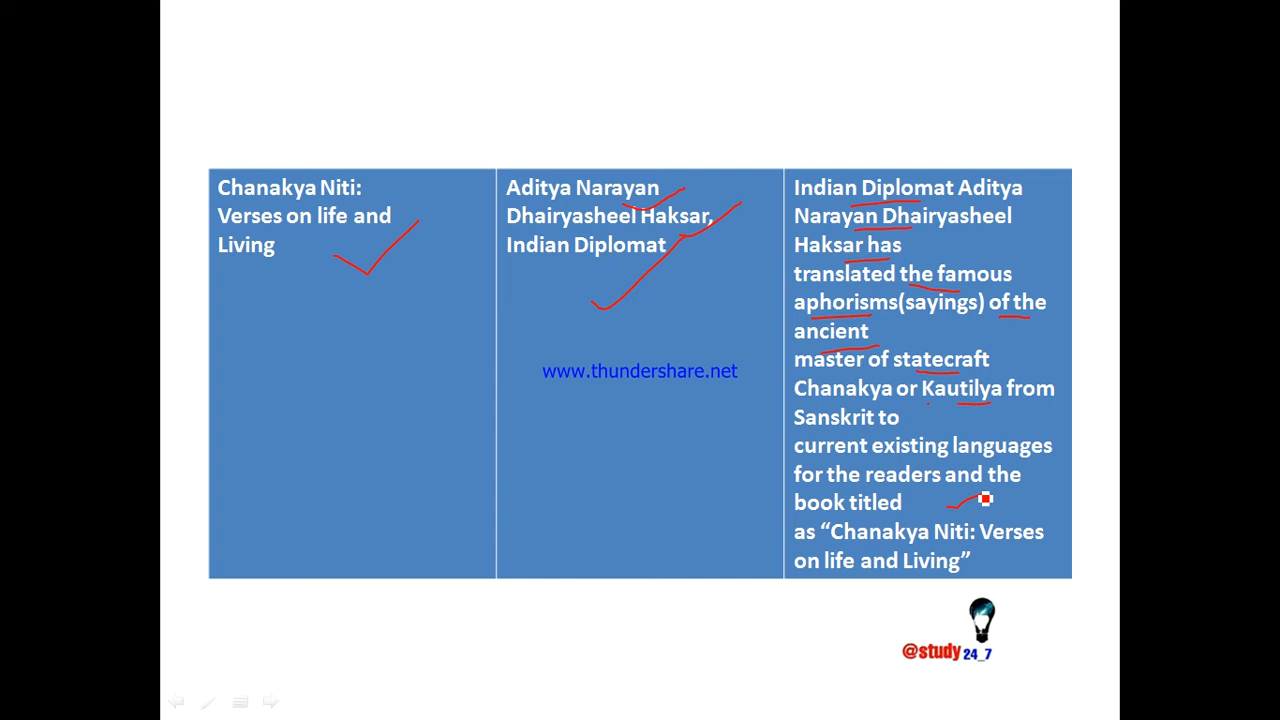 Chanakya Niti:
Verses on life and
Living
Aditya Narayan
Dhairyasheel Haksar,
Indian Diplomat
Indian Diplomat Aditya
Narayan Dhairyasheel
Haksar has
translated the famous
aphorisms(sayings) of the
ancient
master of statecraft
Chanakya or Kautilya from
Sanskrit to
current existing languages
for the readers and the
book titled
as “Chanakya Niti: Verses
on life and Living”
www.thundershare.net
@study 24_7